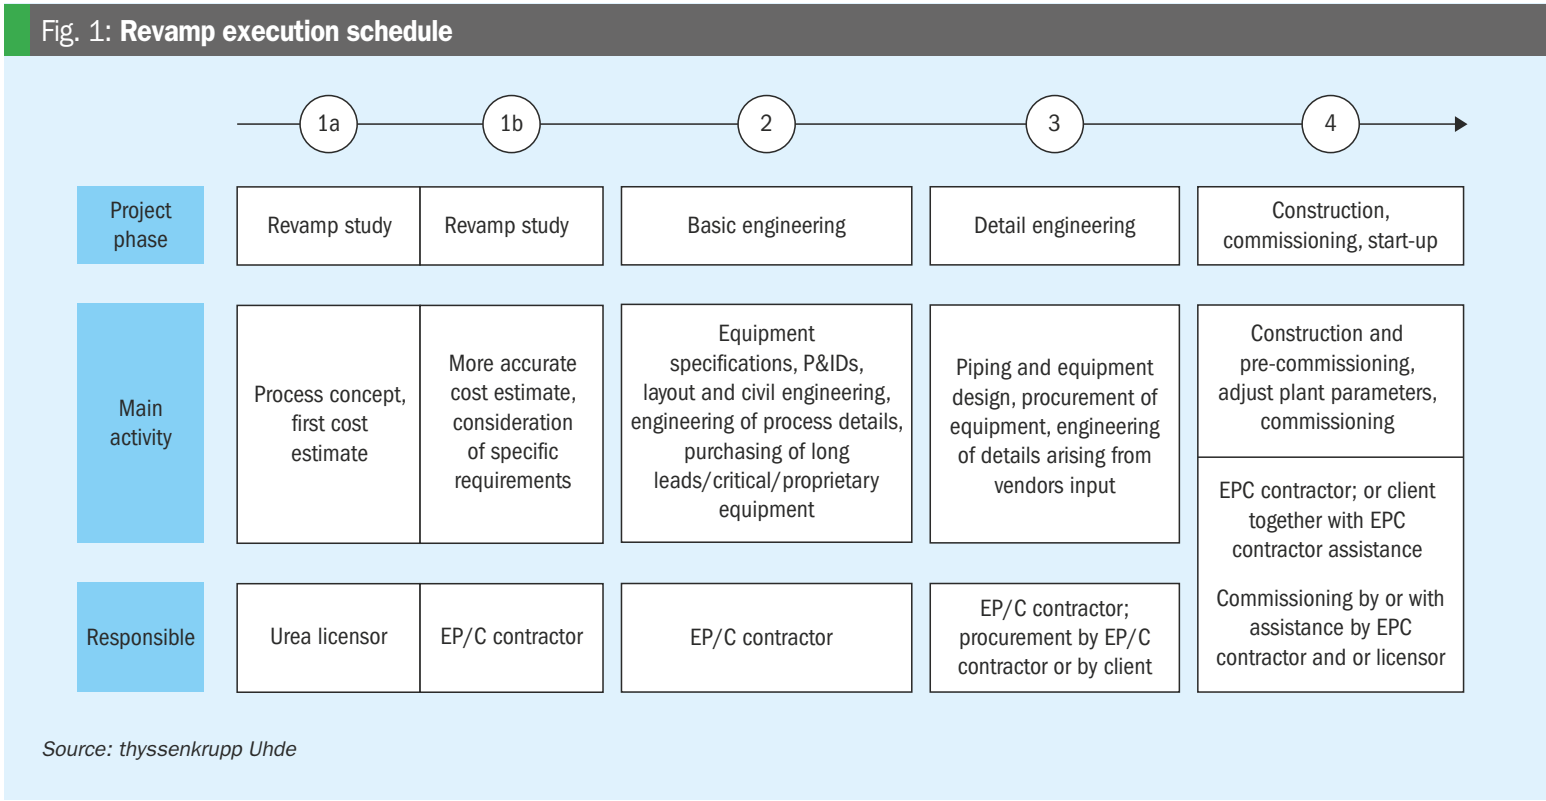 Fig. 1: Revamp execution schedule
1a
1b
2
3
4
Project
phase
Revamp study
Revamp study
Basic engineering
Detail engineering
Construction,
commissioning, start-up
Main
activity
Process concept,
first cost
estimate
More accurate
cost estimate,
consideration
of specific
requirements
Equipment
specifications, P&IDs,
layout and civil engineering,
engineering of process details,
purchasing of long
leads/critical/proprietary
equipment
Piping and equipment
design, procurement of
equipment, engineering
of details arising from
vendors input
Construction and
pre-commissioning,
adjust plant parameters,
commissioning
Responsible
Urea licensor
EP/C contractor
EP/C contractor
EP/C contractor;
procurement by EP/C
contractor or by client
EPC contractor; or client
together with EPC
contractor assistance
Commissioning by or with
assistance by EPC
contractor and or licensor
Source: thyssenkrupp Uhde